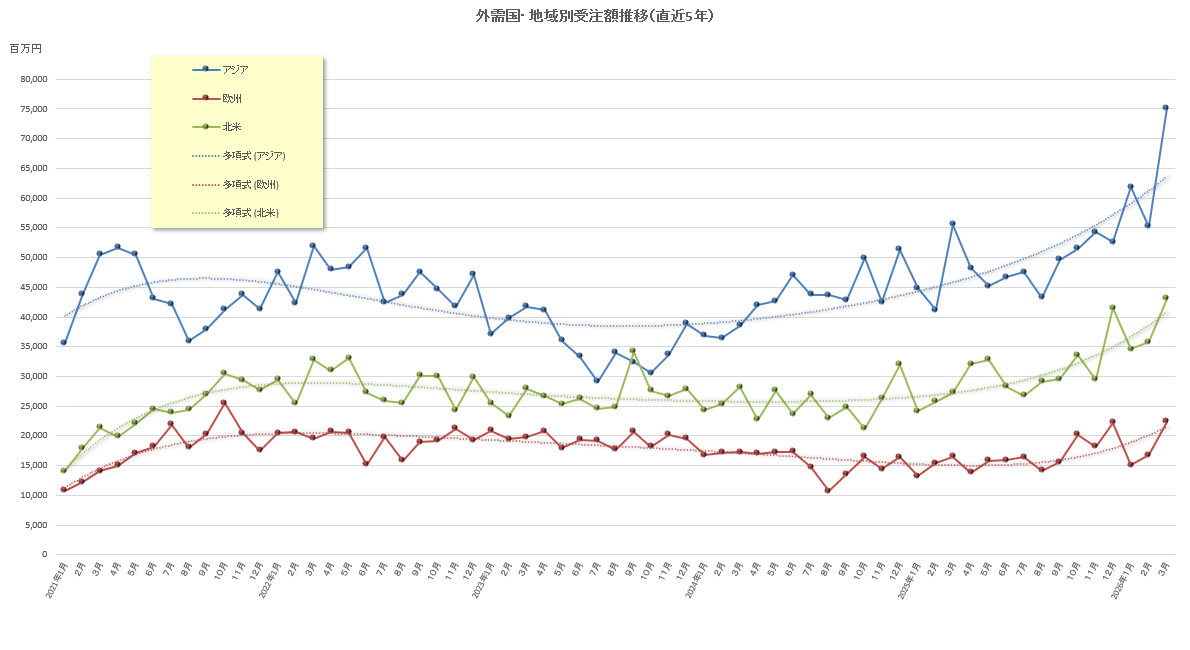 外需国・地域別受注額推移(直近5年)
百万円
アジア
欧州
北米
多項式 (アジア)
多項式 (欧州)
多項式 (北米)
80,000
75,000
70,000
65,000
60,000
55,000
50,000
45,000
40,000
35,000
30,000
25,000
20,000
15,000
10,000
5,000
0
2021年1月
2月
3月
4月
5月
6月
7月
8月
9月
10月
11月
12月
2022年1月
2月
3月
4月
5月
6月
7月
8月
9月
10月
11月
12月
2023年1月
2月
3月
4月
5月
6月
7月
8月
9月
10月
11月
12月
2024年1月
2月
3月
4月
5月
6月
7月
8月
9月
10月
11月
12月
2025年1月
2月
3月
4月
5月
6月
7月
8月
9月
10月
11月
12月
2026年1月
2月
3月